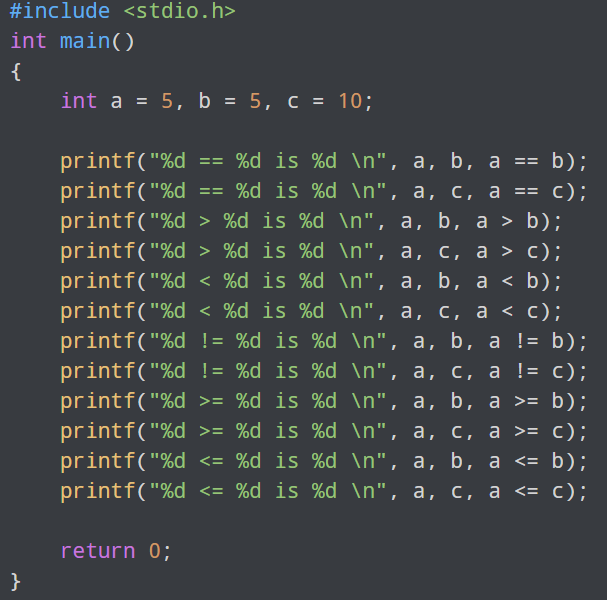 #include <stdio.h>
int main()
{
    int a = 5, b = 5, c = 10;

    printf("%d == %d is %d \n", a, b, a == b);
    printf("%d == %d is %d \n", a, c, a == c);
    printf("%d > %d is %d \n", a, b, a > b);
    printf("%d > %d is %d \n", a, c, a > c);
    printf("%d < %d is %d \n", a, b, a < b);
    printf("%d < %d is %d \n", a, c, a < c);
    printf("%d != %d is %d \n", a, b, a != b);
    printf("%d != %d is %d \n", a, c, a != c);
    printf("%d >= %d is %d \n", a, b, a >= b);
    printf("%d >= %d is %d \n", a, c, a >= c);
    printf("%d <= %d is %d \n", a, b, a <= b);
    printf("%d <= %d is %d \n", a, c, a <= c);

    return 0;
}